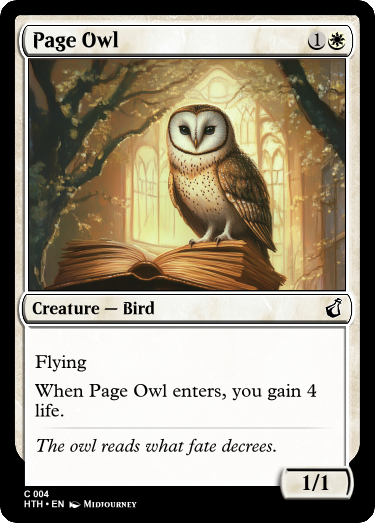 Page Owl 1
Creature — Bird
Flying
When Page Owl enters, you gain 4
life.
The owl reads what fate decrees.
1/1
C 004
HTH • EN Midjourney